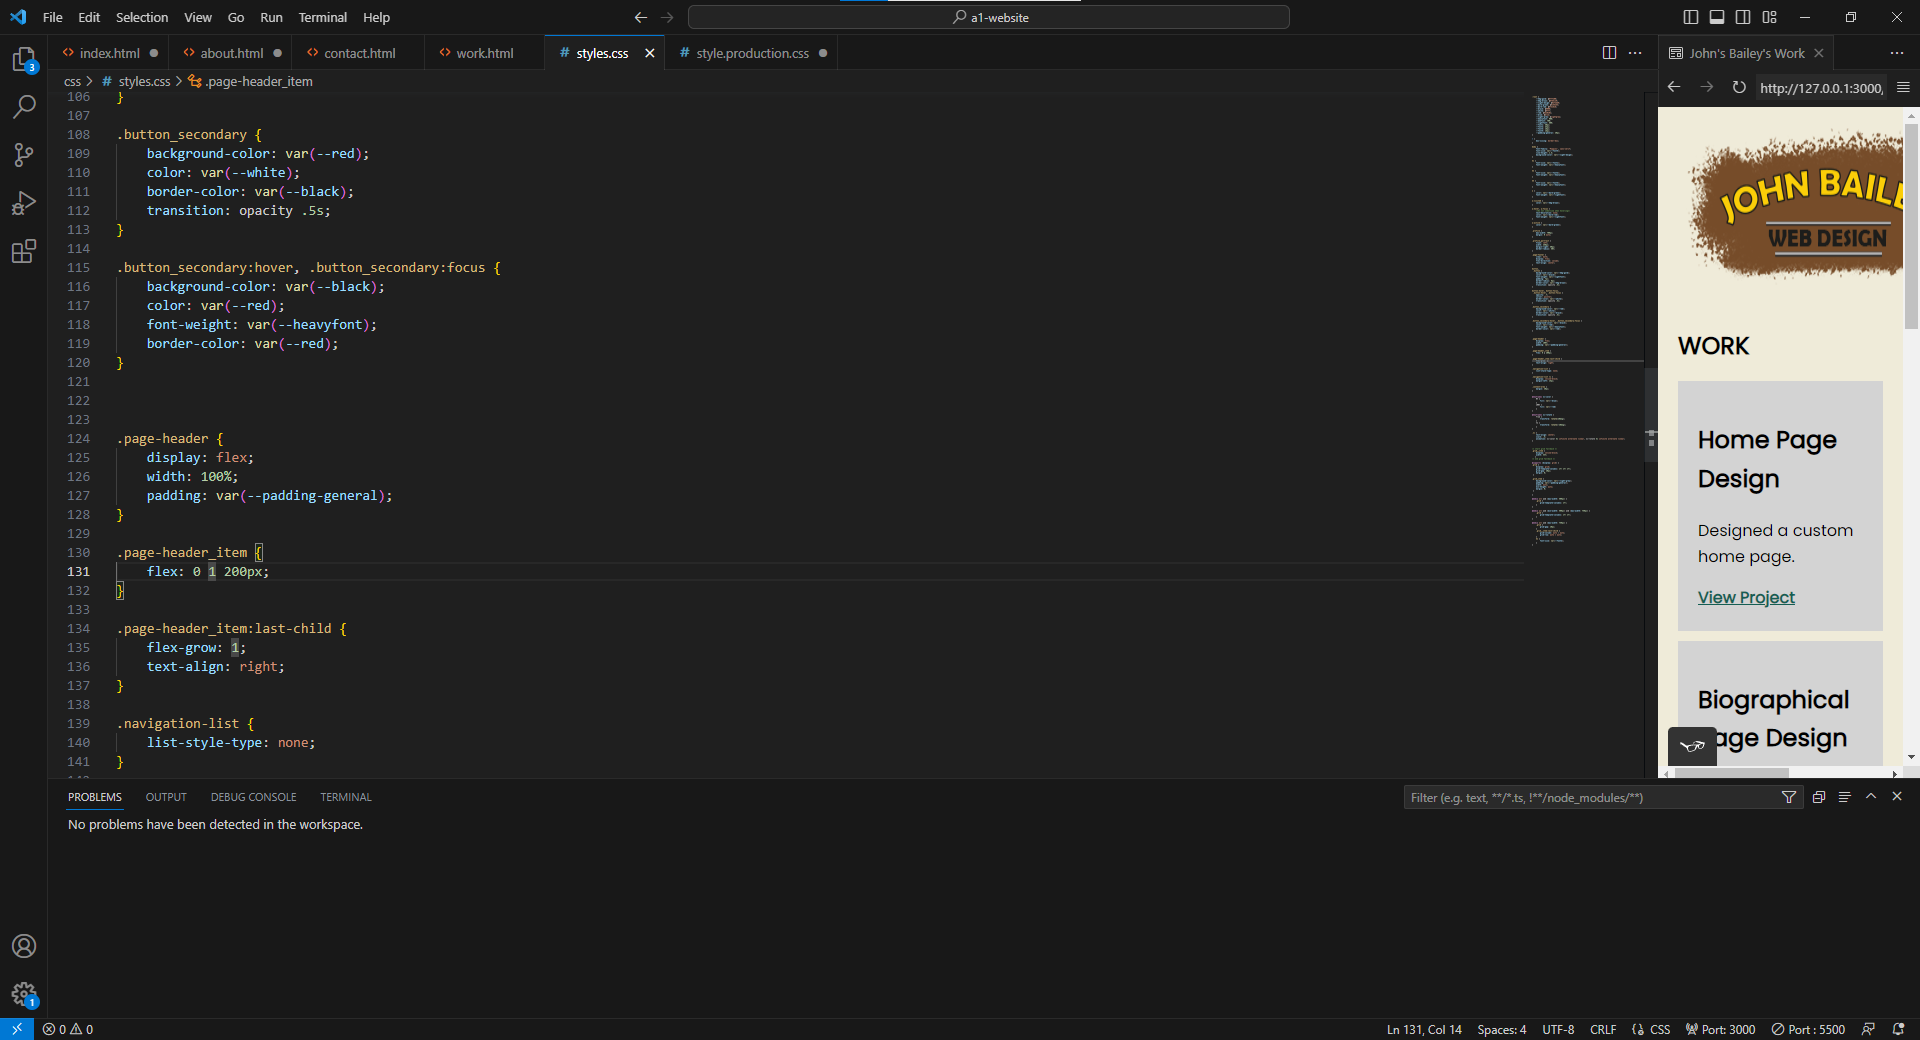 File Edit Selection View Go Run Terminal Help
a1-website
index.html about.html contact.html work.html styles.css style.production.css
css styles.css .page-header_item
106 }
107
108 .button_secondary {
109 background-color: var(--red);
110 color: var(--white);
111 border-color: var(--black);
112 transition: opacity .5s;
113 }
114
115 .button_secondary:hover, .button_secondary:focus {
116 background-color: var(--black);
117 color: var(--red);
118 font-weight: var(--heavyfont);
119 border-color: var(--red);
120 }
121
122
123
124 .page-header {
125 display: flex;
126 width: 100%;
127 padding: var(--padding-general);
128 }
129
130 .page-header_item {
131 flex: 0 1 200px;
132 }
133
134 .page-header_item:last-child {
135 flex-grow: 1;
136 text-align: right;
137 }
138
139 .navigation-list {
140 list-style-type: none;
141 }
John's Bailey's Work
http://127.0.0.1:3000,
JOHN BAILE
WEB DESIGN
WORK
Home Page
Design
Designed a custom
home page.
View Project
Biographical
age Design
3
1
PROBLEMS OUTPUT DEBUG CONSOLE TERMINAL
Filter (e.g. text, **/*.ts, !**/node_modules/**)
No problems have been detected in the workspace.
0 0
Ln 131, Col 14 Spaces: 4 UTF-8 CRLF CSS Port: 3000 Port : 5500